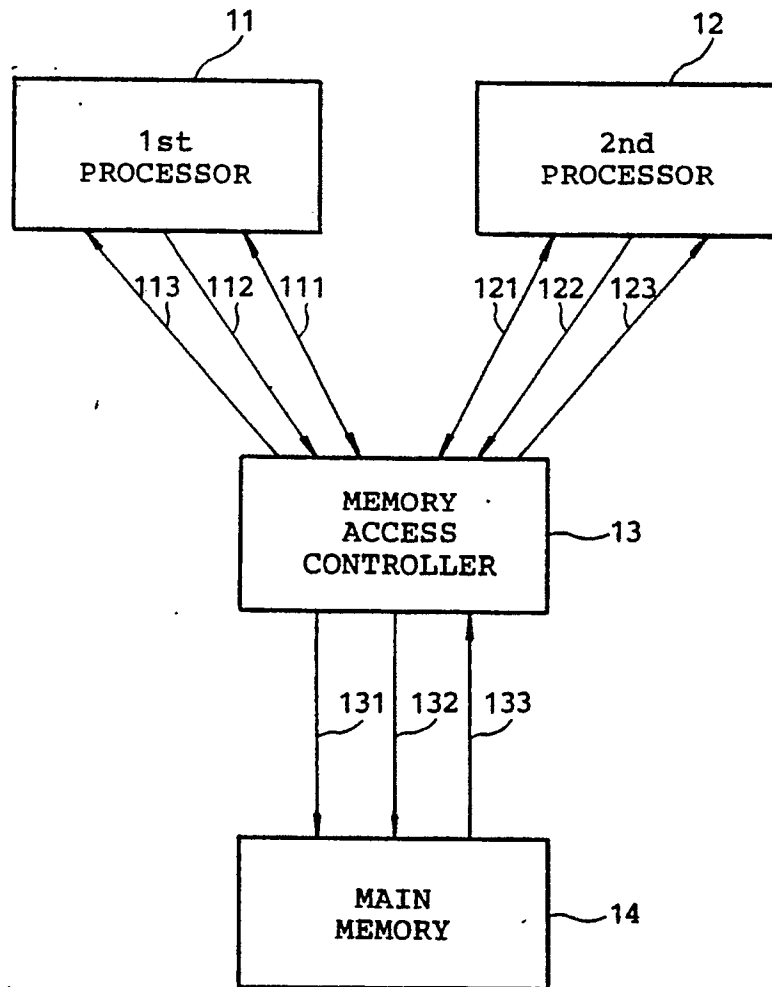 11
12
1st
PROCESSOR
2nd
PROCESSOR
113
112
111
121
122
123
MEMORY
ACCESS
CONTROLLER
13
131
132
133
MAIN
MEMORY
14